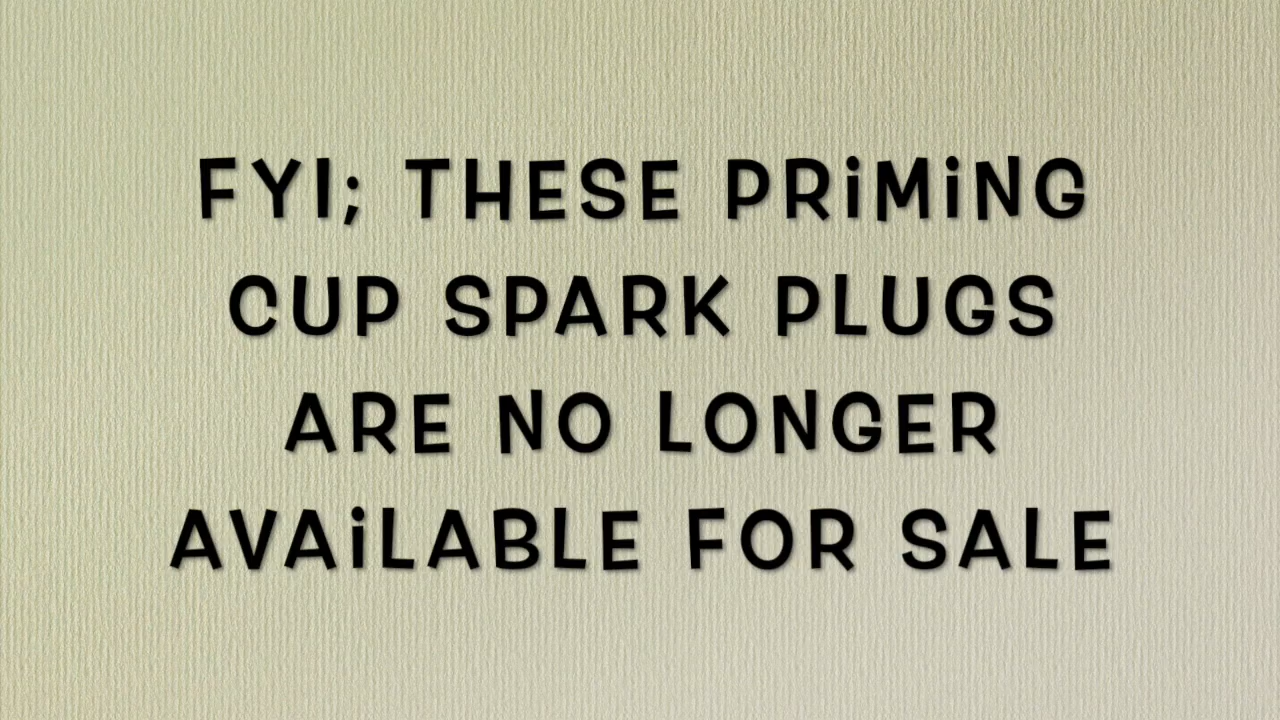 FYI; THESE PRiMiNG
CUP SPARK PLUGS
ARE NO LONGER
AVAiLABLE FOR SALE